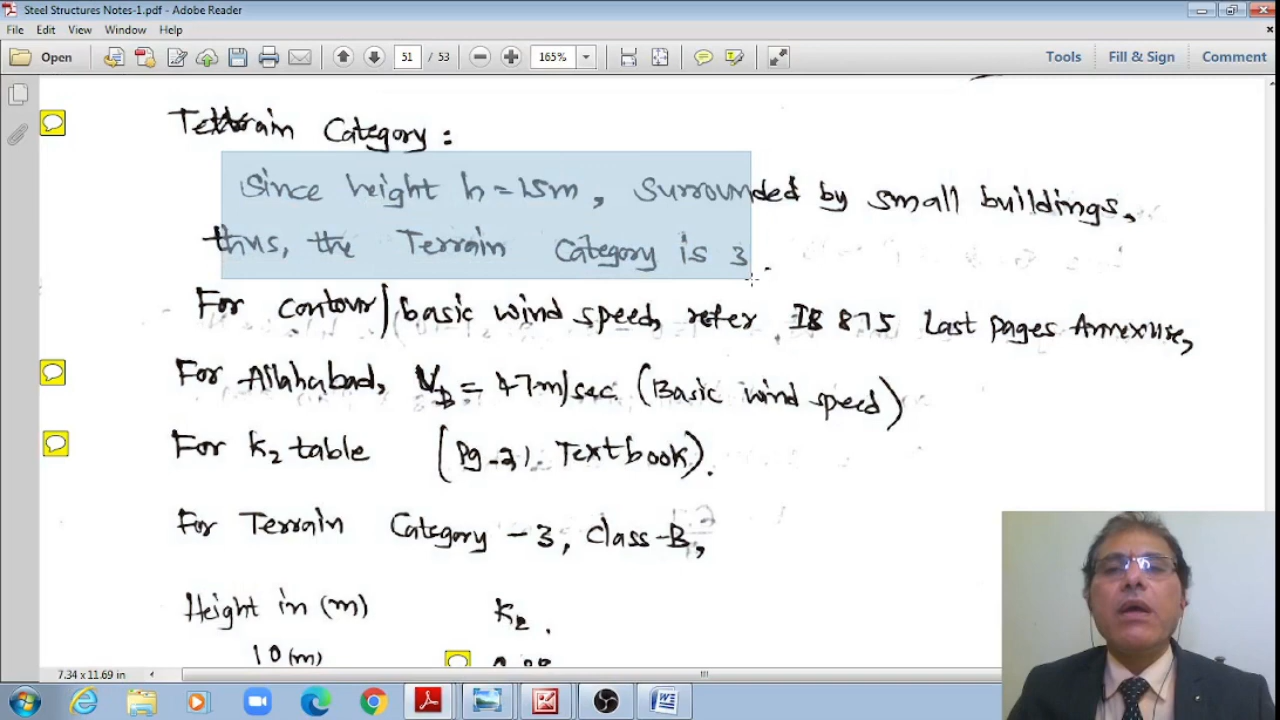 Steel Structures Notes-1.pdf - Adobe Reader
File Edit View Window Help
Open 51 / 53 165% Tools Fill & Sign Comment
Terrain Category :
Since height h = 15m, Surrounded by small buildings,
thus, the Terrain Category is 3.
For contour/basic wind speed, refer IS 875 Last pages Annexure,
For Allahabad, VB = 47m/sec (Basic wind speed)
For k2 table (Pg-21. Textbook).
For Terrain Category - 3, Class-B,
Height in (m) k2.
10 (m)
7.34 x 11.69 in